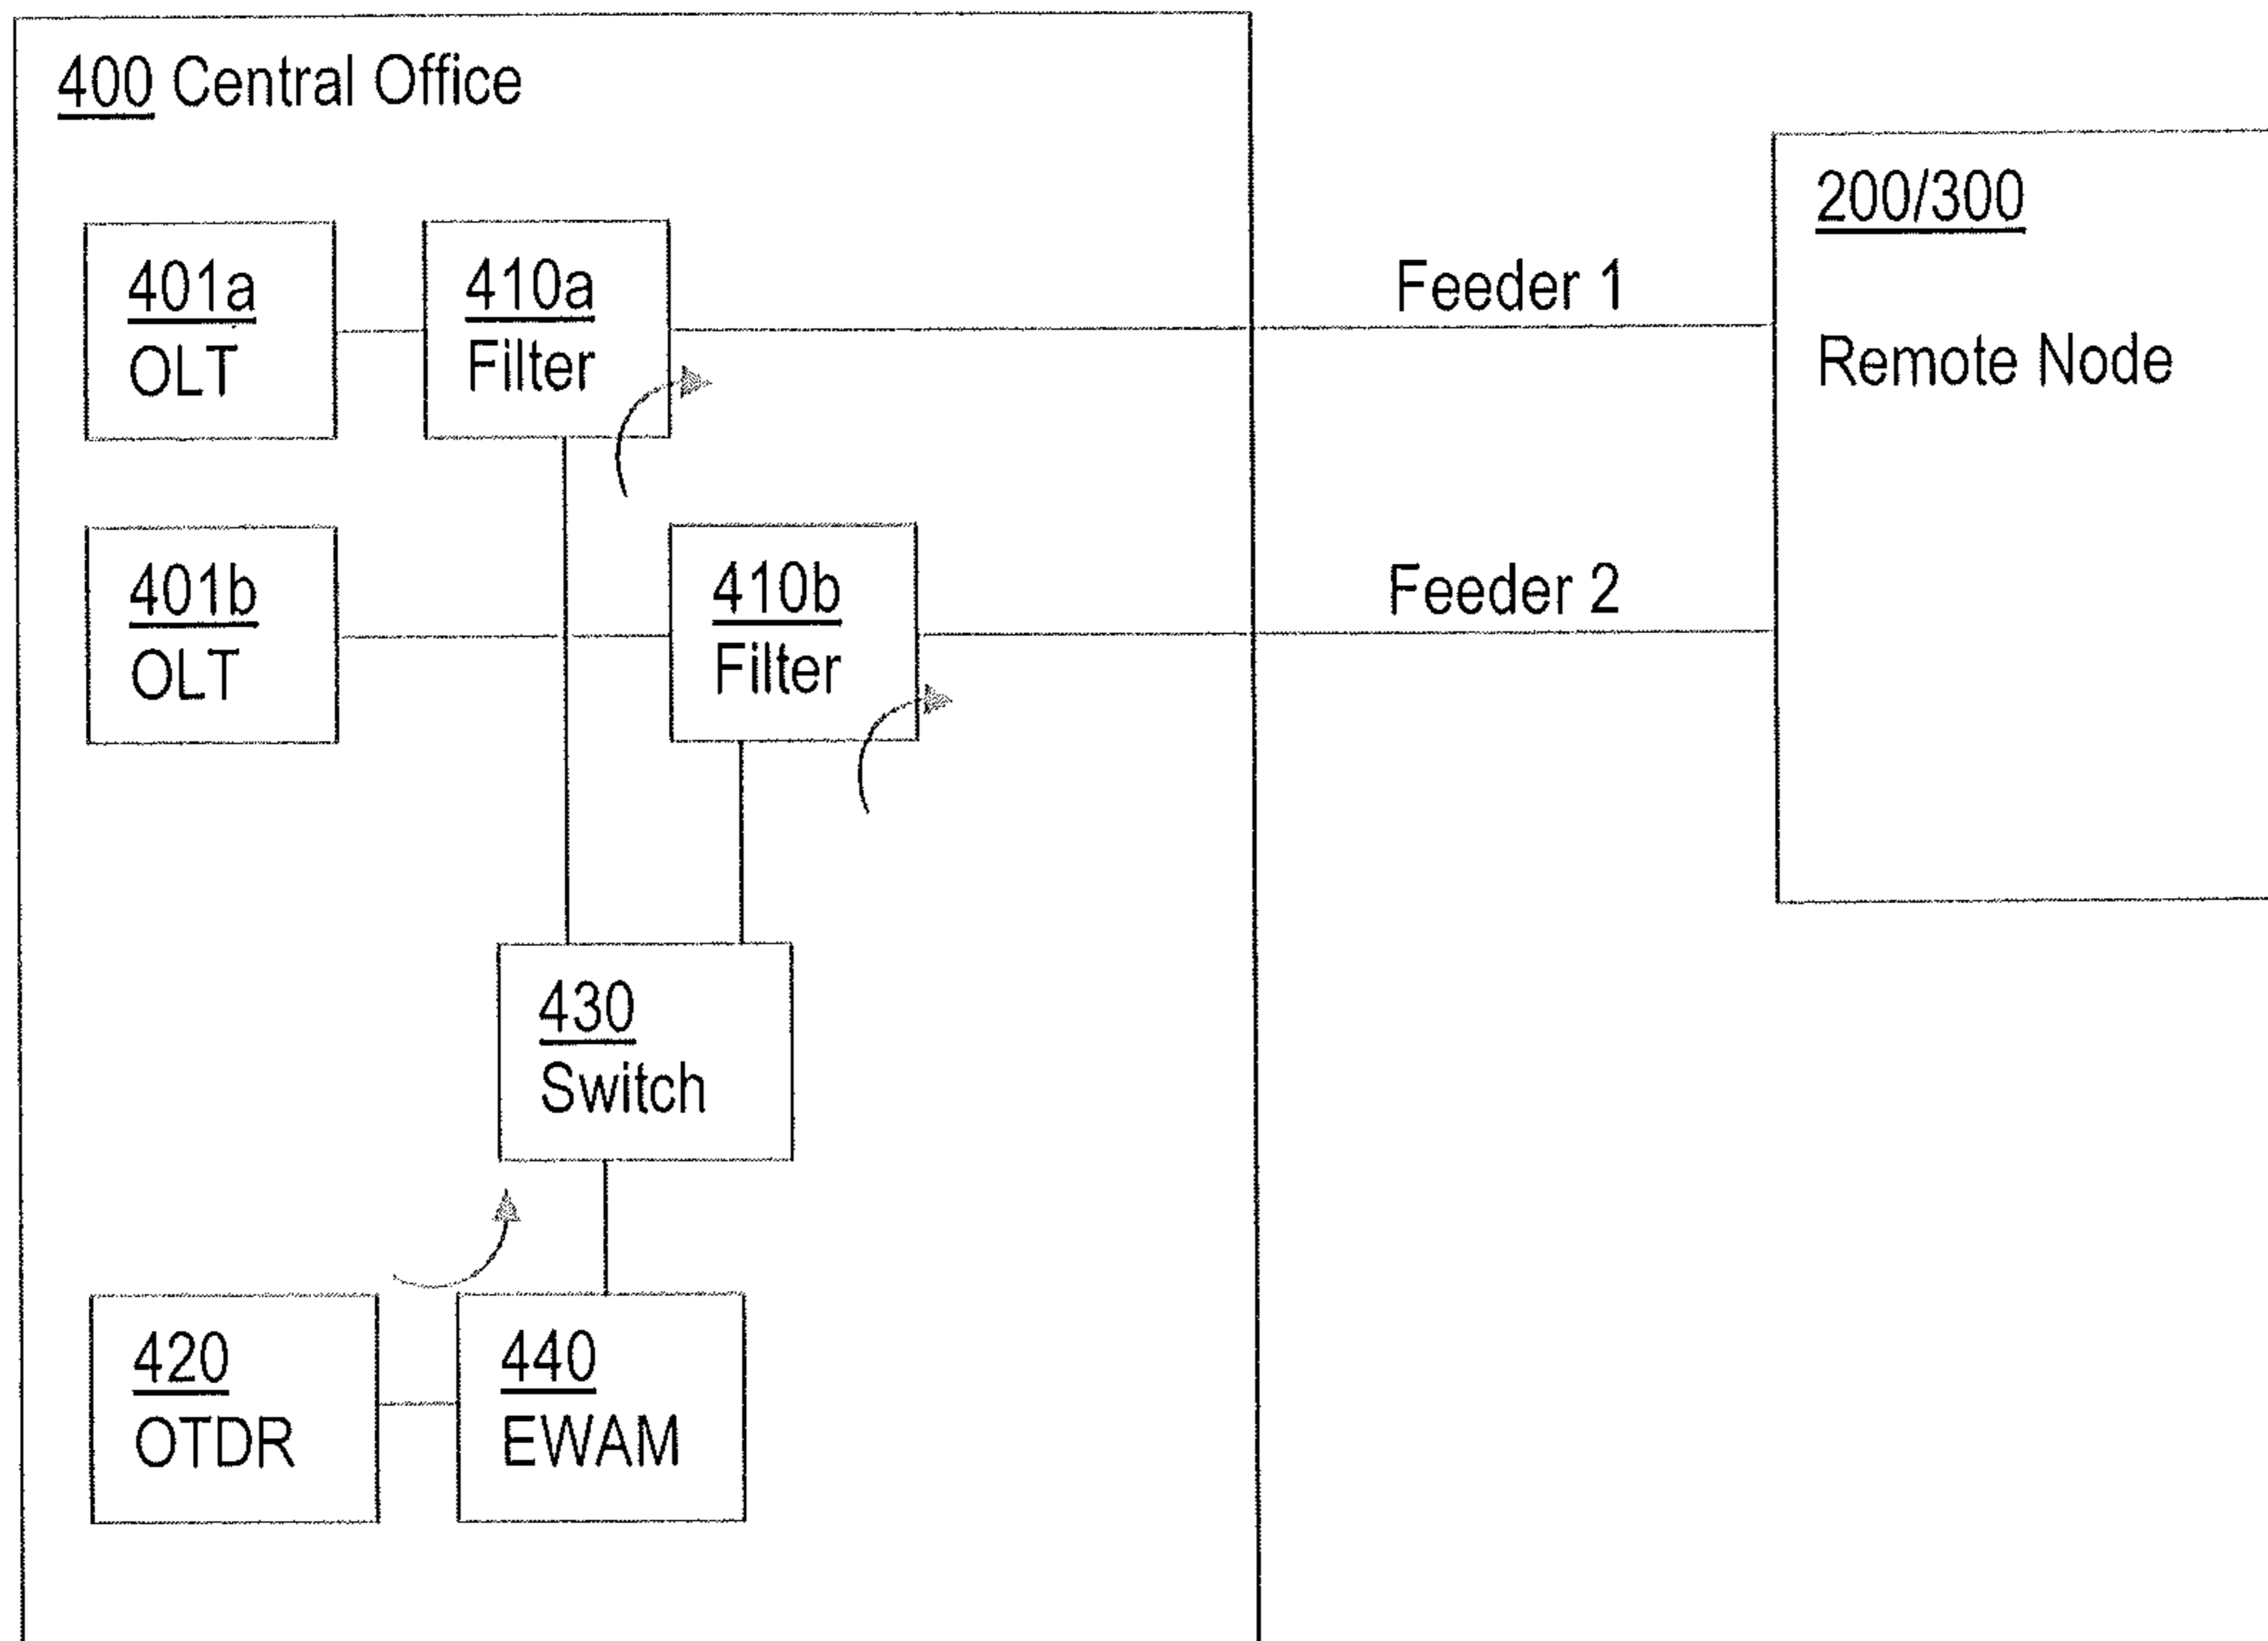 400 Central Office
200/300
Remote Node
401a
OLT
410a
Filter
Feeder 1
401b
OLT
410b
Filter
Feeder 2
430
Switch
420
OTDR
440
EWAM